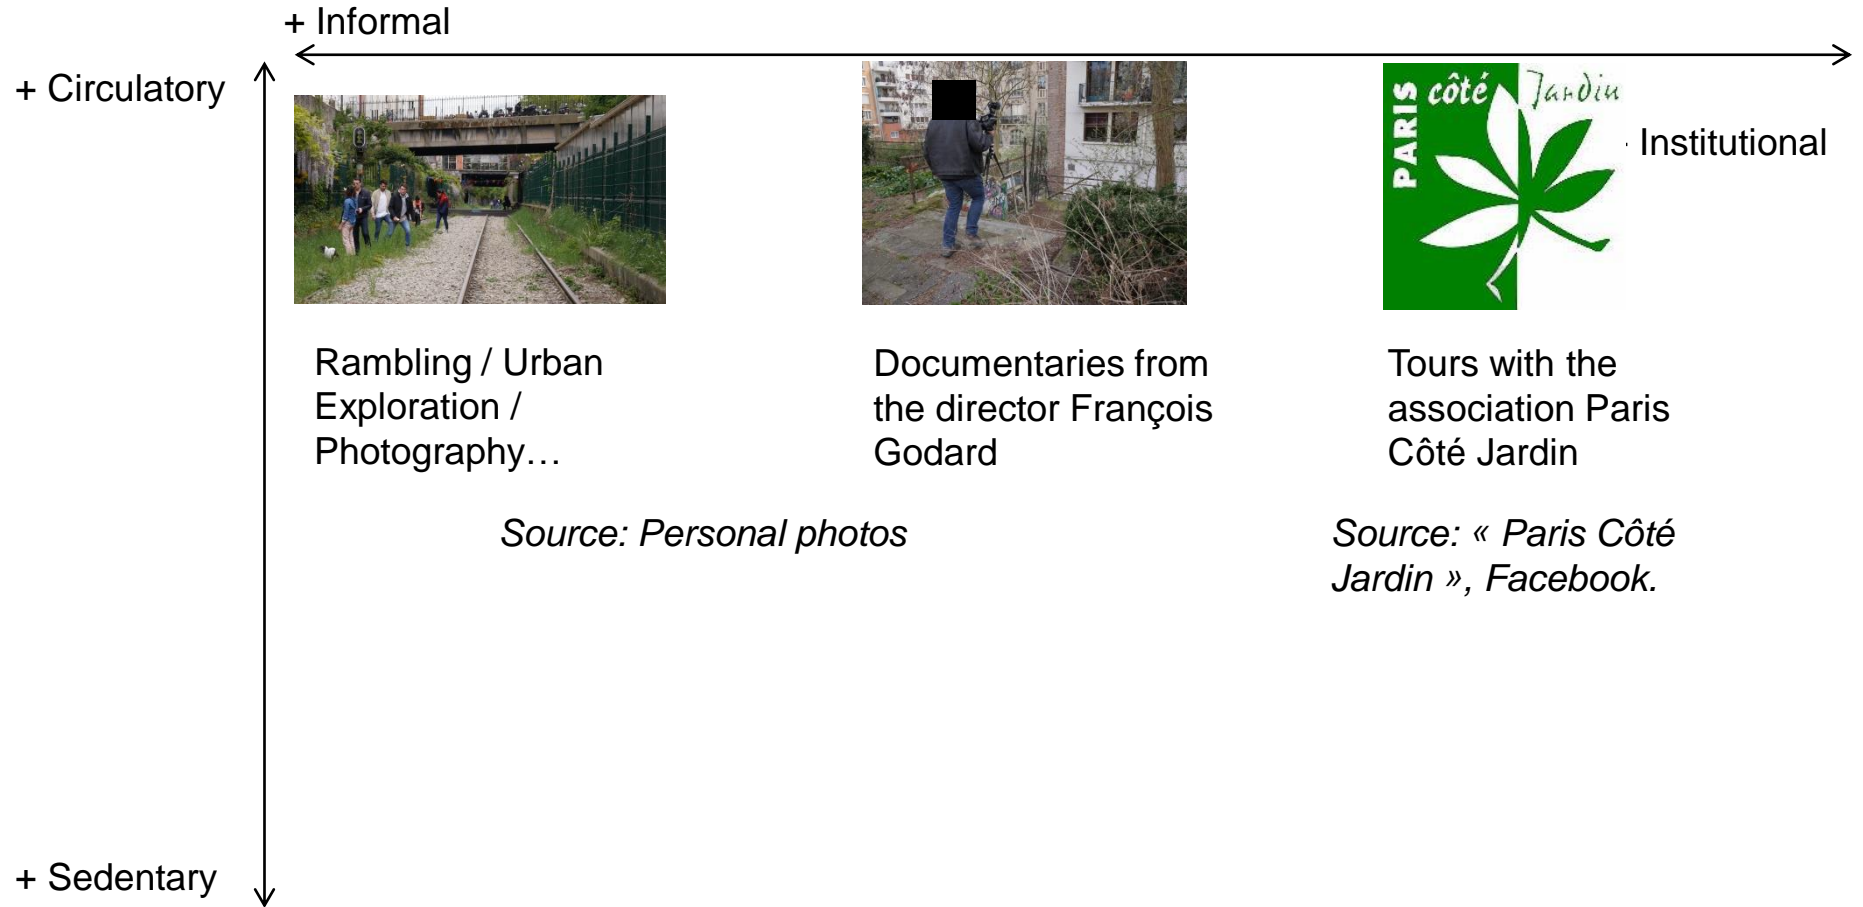 + Informal
+ Circulatory
PARIS côté Jardin
Institutional
Rambling / Urban
Exploration /
Photography…
Documentaries from
the director François
Godard
Tours with the
association Paris
Côté Jardin
Source: Personal photos
Source: « Paris Côté
Jardin », Facebook.
+ Sedentary